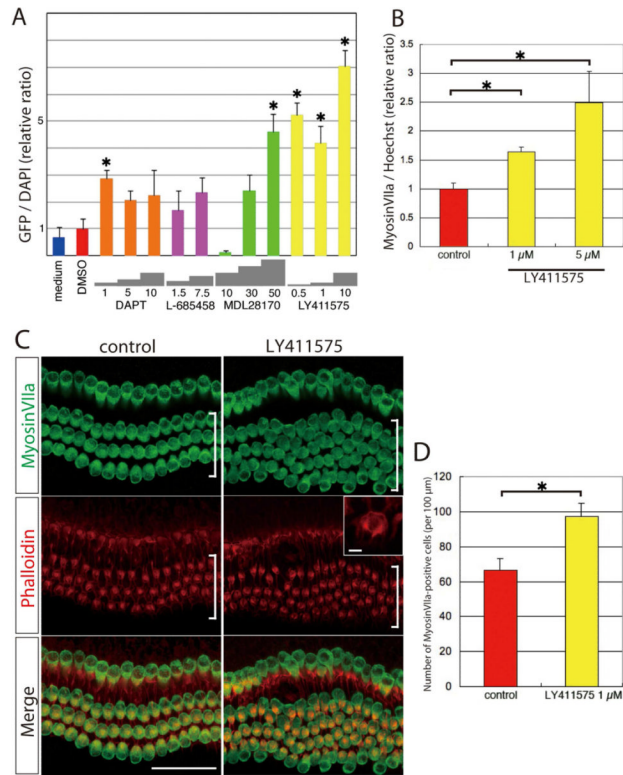 A
GFP / DAPI (relative ratio)
5
1
*
*
*
*
*
medium
DMSO
1 5 10
DAPT
1.5 7.5
L-685458
10 30 50
MDL28170
0.5 1 10
LY411575
B
MyosinVIIa / Hoechst (relative ratio)
3.5
3
2.5
2
1.5
1
0.5
0
*
*
control
1 µM
5 µM
LY411575
C
control
LY411575
MyosinVIIa
Phalloidin
Merge
D
Number of MyosinVIIa-positive cells (per 100 µm)
120
100
80
60
40
20
0
*
control
LY411575 1 µM